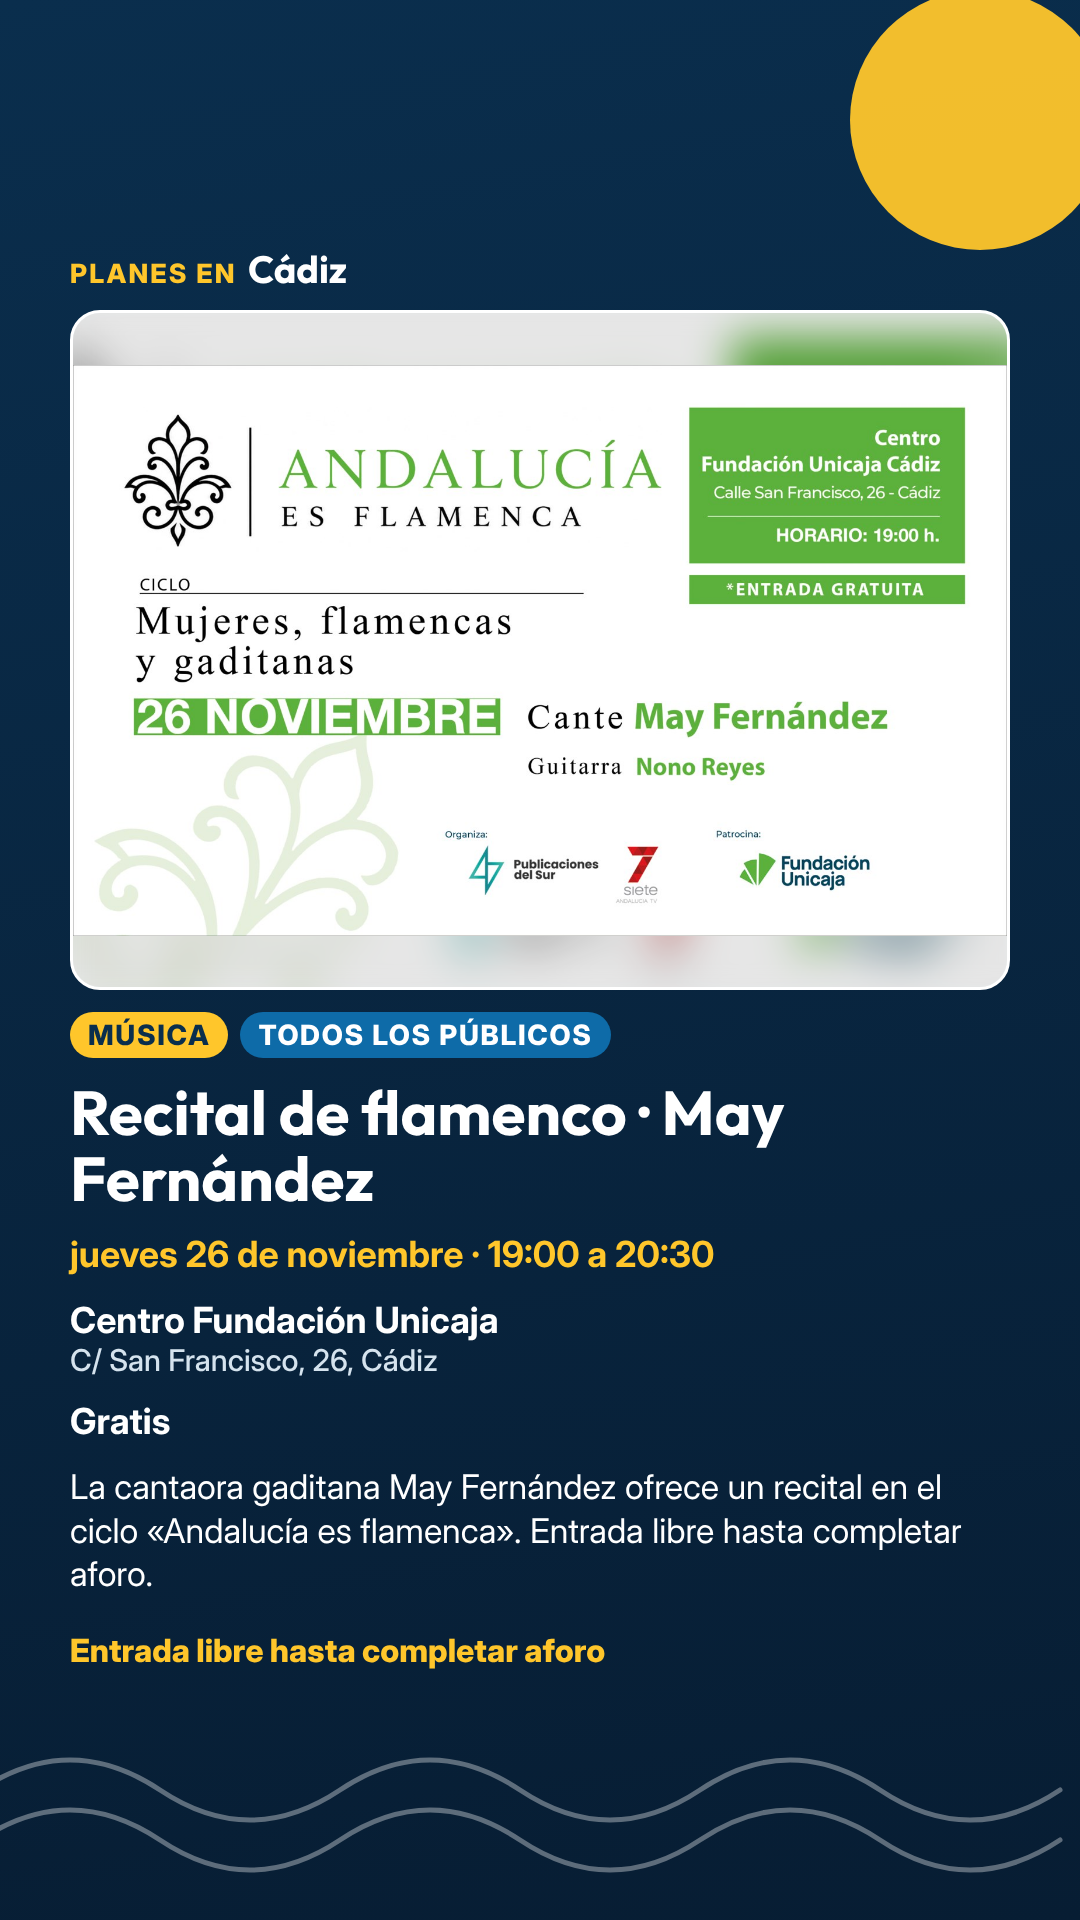 PLANES EN Cádiz
ANDALUCÍA
ES FLAMENCA
Centro
Fundación Unicaja Cádiz
Calle San Francisco, 26 - Cádiz
HORARIO: 19:00 h.
*ENTRADA GRATUITA
CICLO
Mujeres, flamencas
y gaditanas
26 NOVIEMBRE
Cante May Fernández
Guitarra Nono Reyes
Organiza:
Publicaciones
del Sur
7
siete
ANDALUCIA TV
Patrocina:
Fundación
Unicaja
MÚSICA
TODOS LOS PÚBLICOS
Recital de flamenco · May
Fernández
jueves 26 de noviembre · 19:00 a 20:30
Centro Fundación Unicaja
C/ San Francisco, 26, Cádiz
Gratis
La cantaora gaditana May Fernández ofrece un recital en el
ciclo «Andalucía es flamenca». Entrada libre hasta completar
aforo.
Entrada libre hasta completar aforo